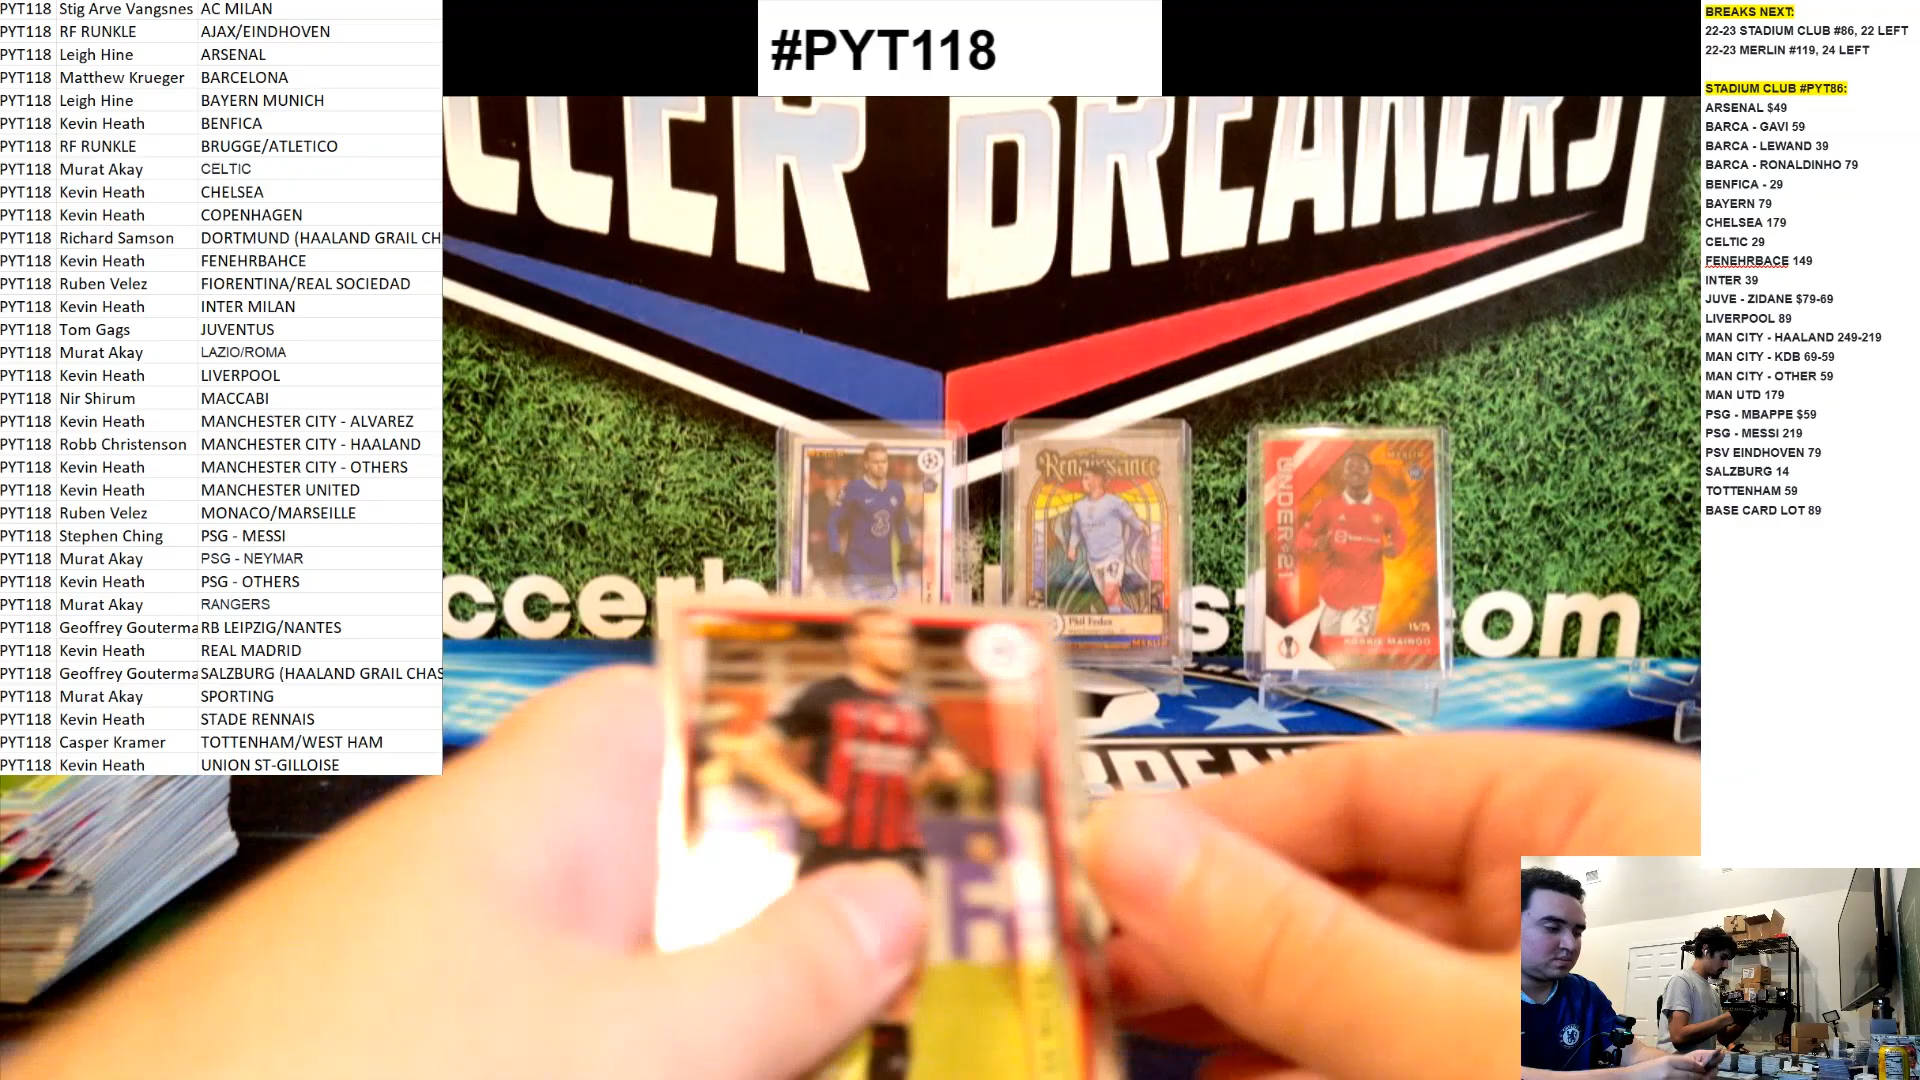 PYT118 Stig Arve Vangsnes AC MILAN
PYT118 RF RUNKLE AJAX/EINDHOVEN
PYT118 Leigh Hine ARSENAL
PYT118 Matthew Krueger BARCELONA
PYT118 Leigh Hine BAYERN MUNICH
PYT118 Kevin Heath BENFICA
PYT118 RF RUNKLE BRUGGE/ATLETICO
PYT118 Murat Akay CELTIC
PYT118 Kevin Heath CHELSEA
PYT118 Kevin Heath COPENHAGEN
PYT118 Richard Samson DORTMUND (HAALAND GRAIL CH
PYT118 Kevin Heath FENEHRBAHCE
PYT118 Ruben Velez FIORENTINA/REAL SOCIEDAD
PYT118 Kevin Heath INTER MILAN
PYT118 Tom Gags JUVENTUS
PYT118 Murat Akay LAZIO/ROMA
PYT118 Kevin Heath LIVERPOOL
PYT118 Nir Shirum MACCABI
PYT118 Kevin Heath MANCHESTER CITY - ALVAREZ
PYT118 Robb Christenson MANCHESTER CITY - HAALAND
PYT118 Kevin Heath MANCHESTER CITY - OTHERS
PYT118 Kevin Heath MANCHESTER UNITED
PYT118 Ruben Velez MONACO/MARSEILLE
PYT118 Stephen Ching PSG - MESSI
PYT118 Murat Akay PSG - NEYMAR
PYT118 Kevin Heath PSG - OTHERS
PYT118 Murat Akay RANGERS
PYT118 Geoffrey Gouterma RB LEIPZIG/NANTES
PYT118 Kevin Heath REAL MADRID
PYT118 Geoffrey Gouterma SALZBURG (HAALAND GRAIL CHAS
PYT118 Murat Akay SPORTING
PYT118 Kevin Heath STADE RENNAIS
PYT118 Casper Kramer TOTTENHAM/WEST HAM
PYT118 Kevin Heath UNION ST-GILLOISE
#PYT118
CCER BREAKERS
Renaissance
Phil Foden
MERLIN
UNDER 21
15/25
KOBBIE MAINOO
BREAKS NEXT:
22-23 STADIUM CLUB #86, 22 LEFT
22-23 MERLIN #119, 24 LEFT
STADIUM CLUB #PYT86:
ARSENAL $49
BARCA - GAVI 59
BARCA - LEWAND 39
BARCA - RONALDINHO 79
BENFICA - 29
BAYERN 79
CHELSEA 179
CELTIC 29
FENEHRBACE 149
INTER 39
JUVE - ZIDANE $79-69
LIVERPOOL 89
MAN CITY - HAALAND 249-219
MAN CITY - KDB 69-59
MAN CITY - OTHER 59
MAN UTD 179
PSG - MBAPPE $59
PSG - MESSI 219
PSV EINDHOVEN 79
SALZBURG 14
TOTTENHAM 59
BASE CARD LOT 89